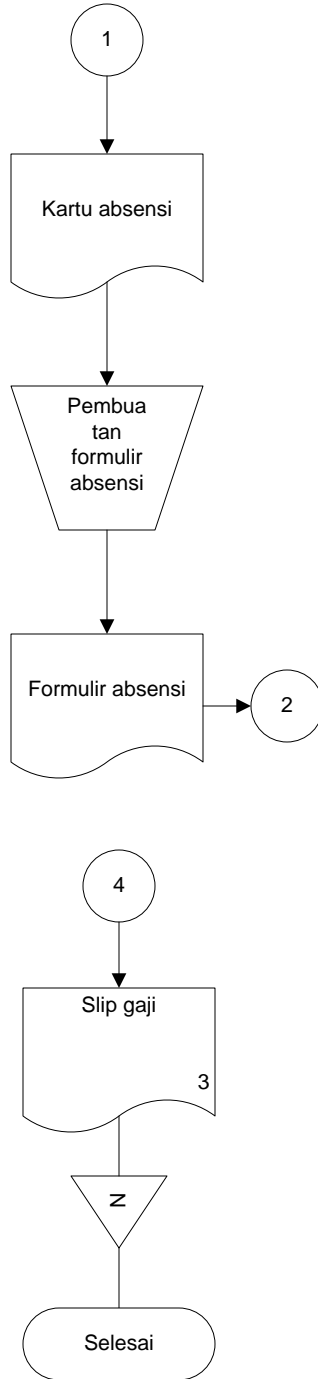 1
Kartu absensi
Pembua
tan
formulir
absensi
Formulir absensi
2
4
Slip gaji
3
N
Selesai